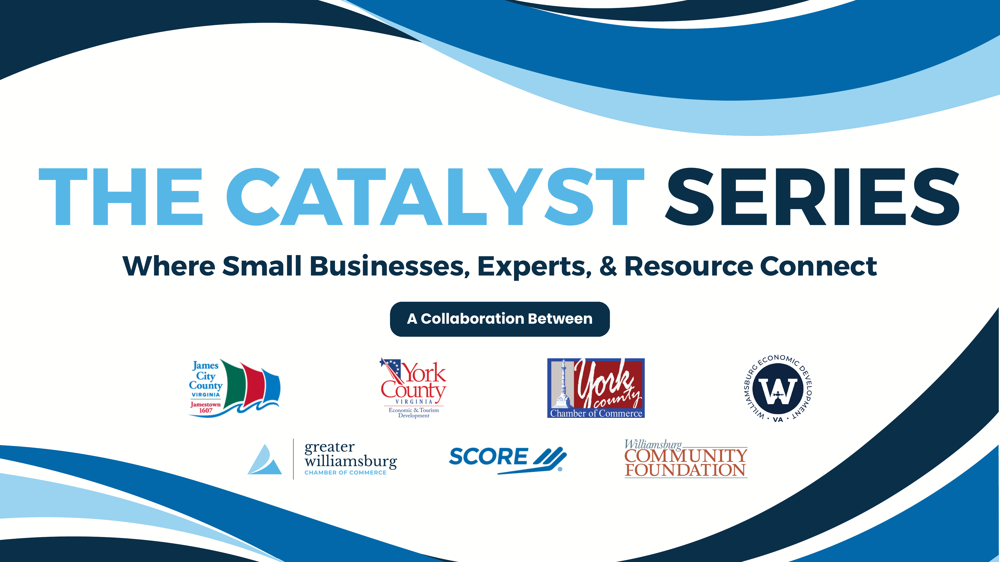 THE CATALYST SERIES
Where Small Businesses, Experts, & Resource Connect
A Collaboration Between
James
City
County
VIRGINIA
Jamestown
1607
York
County
VIRGINIA
Economic & Tourism
Development
York
county
Chamber of Commerce
WILLIAMSBURG ECONOMIC DEVELOPMENT
• VA •
W
greater
williamsburg
CHAMBER OF COMMERCE
SCORE ®
Williamsburg
COMMUNITY
FOUNDATION